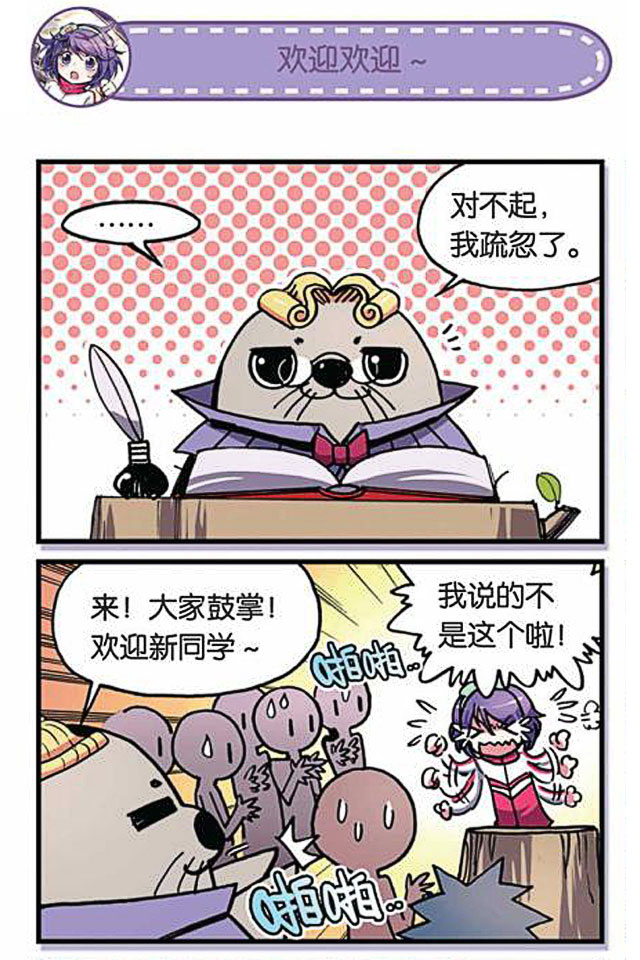 欢迎欢迎~
......
对不起，
我疏忽了。
来！大家鼓掌！
欢迎新同学~
我说的不
是这个啦！
啪啪..
啪啪..